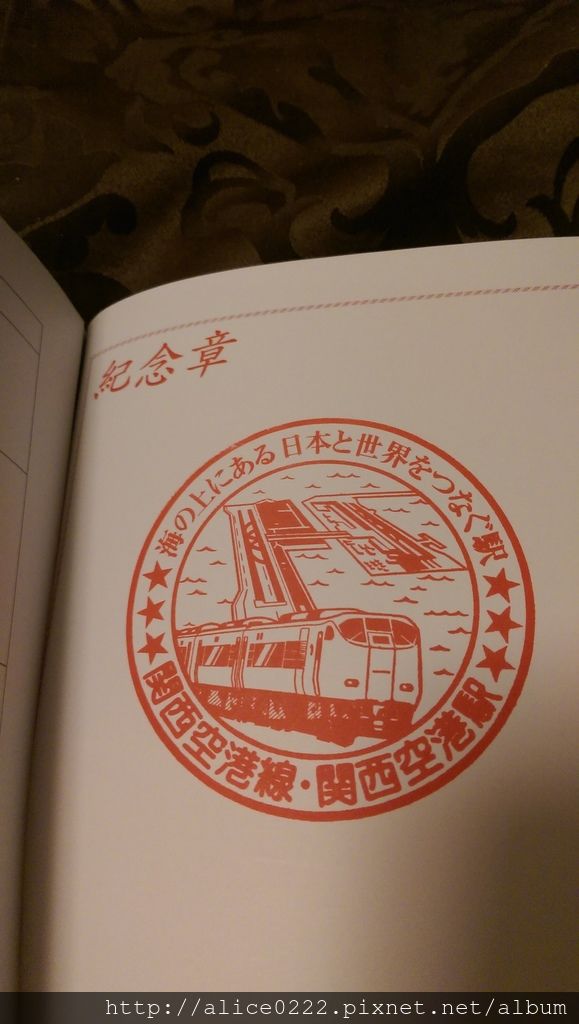 紀念章
海の上にある日本と世界をつなぐ駅
関西空港線・関西空港駅
http://alice0222.pixnet.net/album